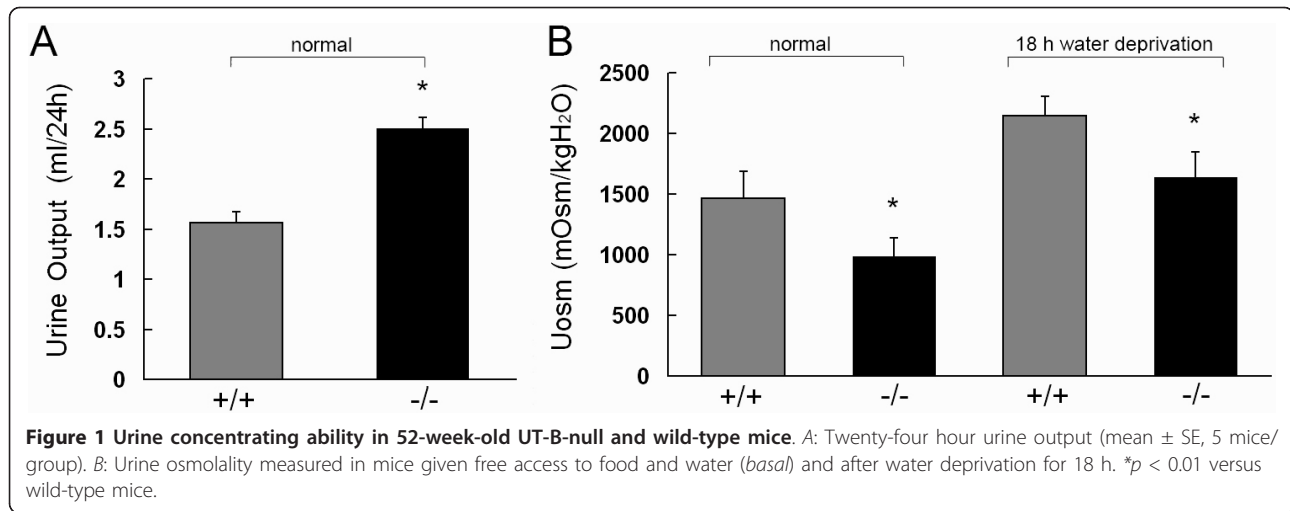 A
normal
Urine Output (ml/24h)
3
2.5
2
1.5
1
0.5
0
*
+/+
-/-
B
normal
18 h water deprivation
Uosm (mOsm/kgH₂O)
2500
2000
1500
1000
500
0
*
*
+/+
-/-
+/+
-/-
Figure 1 Urine concentrating ability in 52-week-old UT-B-null and wild-type mice. A: Twenty-four hour urine output (mean ± SE, 5 mice/
group). B: Urine osmolality measured in mice given free access to food and water (basal) and after water deprivation for 18 h. *p < 0.01 versus
wild-type mice.